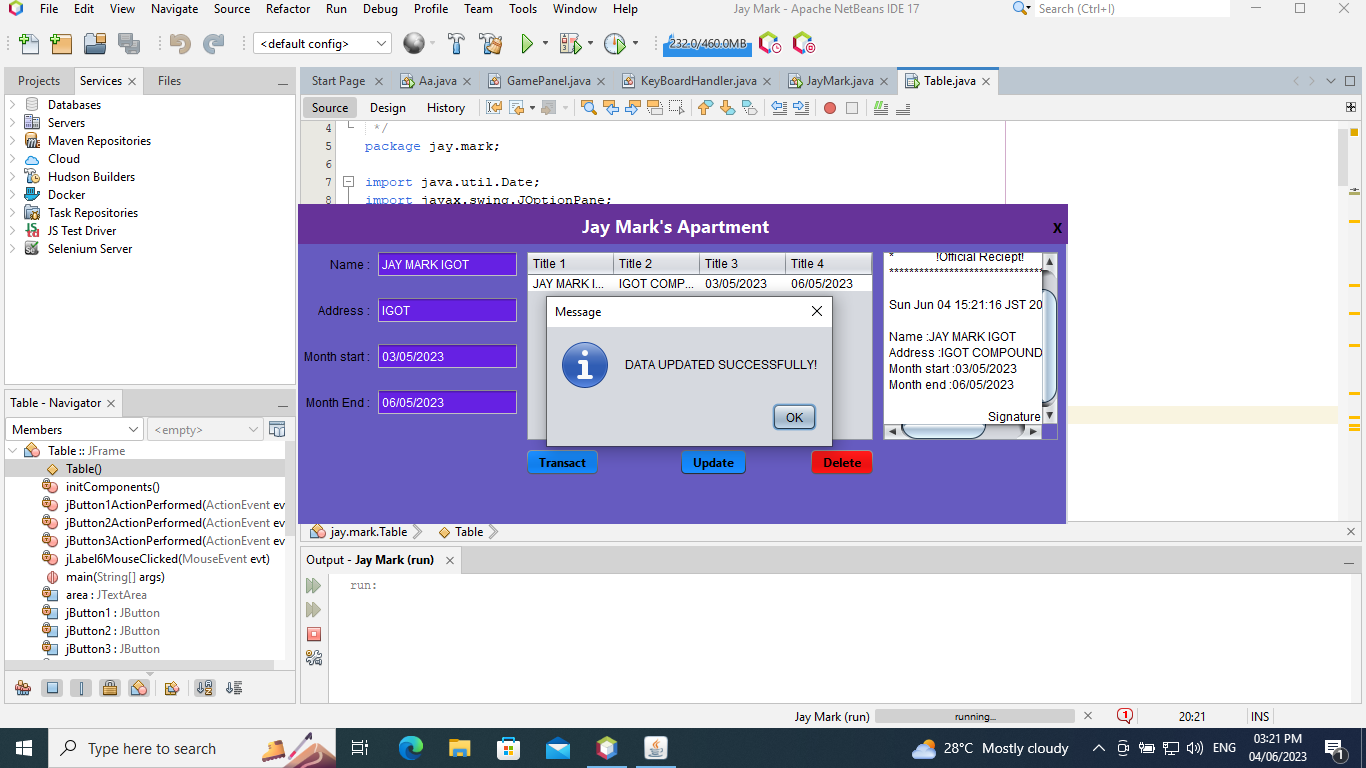 File Edit View Navigate Source Refactor Run Debug Profile Team Tools Window Help
Jay Mark - Apache NetBeans IDE 17
Search (Ctrl+I)
<default config>
232.0/460.0MB
Projects Services Files
Databases
Servers
Maven Repositories
Cloud
Hudson Builders
Docker
Task Repositories
JS Test Driver
Selenium Server
Start Page Aa.java GamePanel.java KeyBoardHandler.java JayMark.java Table.java
Source Design History
4 */
5 package jay.mark;
6
7 import java.util.Date;
8 import javax.swing.JOptionPane;
Jay Mark's Apartment
X
Name : JAY MARK IGOT
Address : IGOT
Month start : 03/05/2023
Month End : 06/05/2023
Title 1 Title 2 Title 3 Title 4
JAY MARK I... IGOT COMP... 03/05/2023 06/05/2023
Message
DATA UPDATED SUCCESSFULLY!
OK
Transact Update Delete
* !Official Reciept!
*********************************
Sun Jun 04 15:21:16 JST 20
Name :JAY MARK IGOT
Address :IGOT COMPOUND
Month start :03/05/2023
Month end :06/05/2023
Signature
Table - Navigator
Members <empty>
Table :: JFrame
Table()
initComponents()
jButton1ActionPerformed(ActionEvent ev
jButton2ActionPerformed(ActionEvent ev
jButton3ActionPerformed(ActionEvent ev
jLabel6MouseClicked(MouseEvent evt)
main(String[] args)
area : JTextArea
jButton1 : JButton
jButton2 : JButton
jButton3 : JButton
jay.mark.Table Table
Output - Jay Mark (run)
run:
Jay Mark (run) running... 1 20:21 INS
Type here to search
28°C Mostly cloudy
ENG
03:21 PM
04/06/2023
1